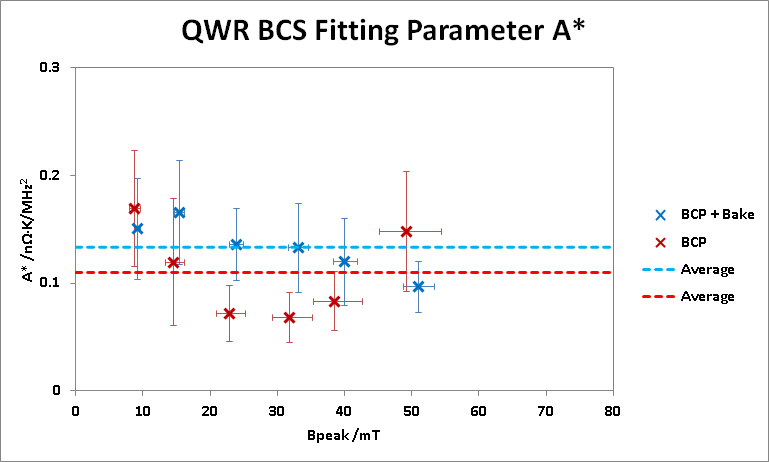 QWR BCS Fitting Parameter A*
0.3
0.2
0.1
0
A* /nΩ·K/MHz²
0 10 20 30 40 50 60 70 80
Bpeak /mT
BCP + Bake
BCP
Average
Average